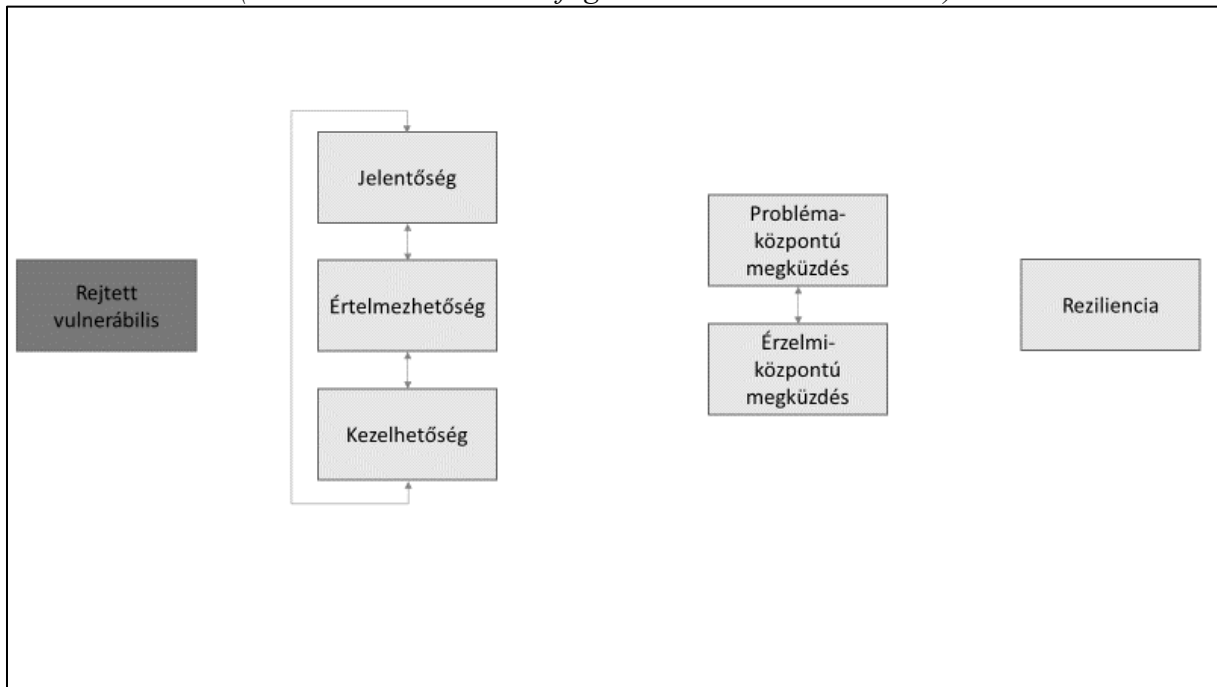 Jelentőség
Probléma-
központú
megküzdés
Rejtett
vulnerábilis
Értelmezhetőség
Reziliencia
Érzelmi-
központú
megküzdés
Kezelhetőség